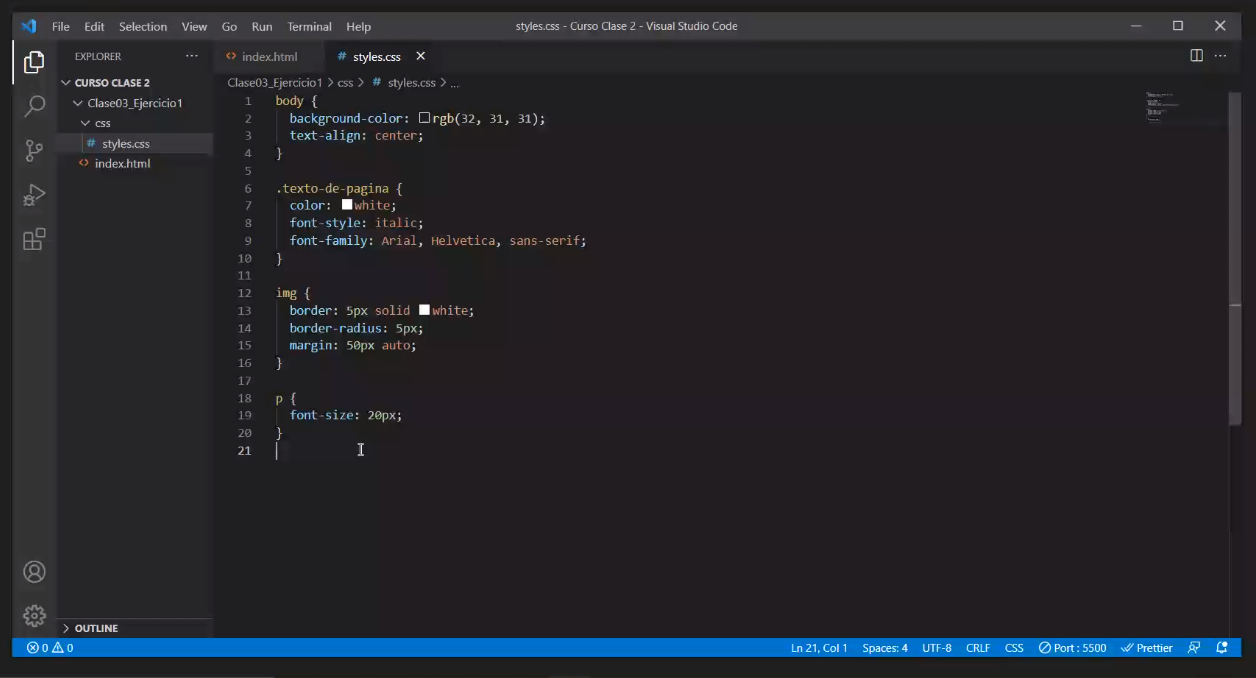 File Edit Selection View Go Run Terminal Help
styles.css - Curso Clase 2 - Visual Studio Code
EXPLORER
index.html
# styles.css
CURSO CLASE 2
Clase03_Ejercicio1
css
# styles.css
index.html
OUTLINE
Clase03_Ejercicio1 > css > # styles.css > ...
1 body {
2 background-color: rgb(32, 31, 31);
3 text-align: center;
4 }
5
6 .texto-de-pagina {
7 color: white;
8 font-style: italic;
9 font-family: Arial, Helvetica, sans-serif;
10 }
11
12 img {
13 border: 5px solid white;
14 border-radius: 5px;
15 margin: 50px auto;
16 }
17
18 p {
19 font-size: 20px;
20 }
21
0 0
Ln 21, Col 1 Spaces: 4 UTF-8 CRLF CSS Port : 5500 Prettier